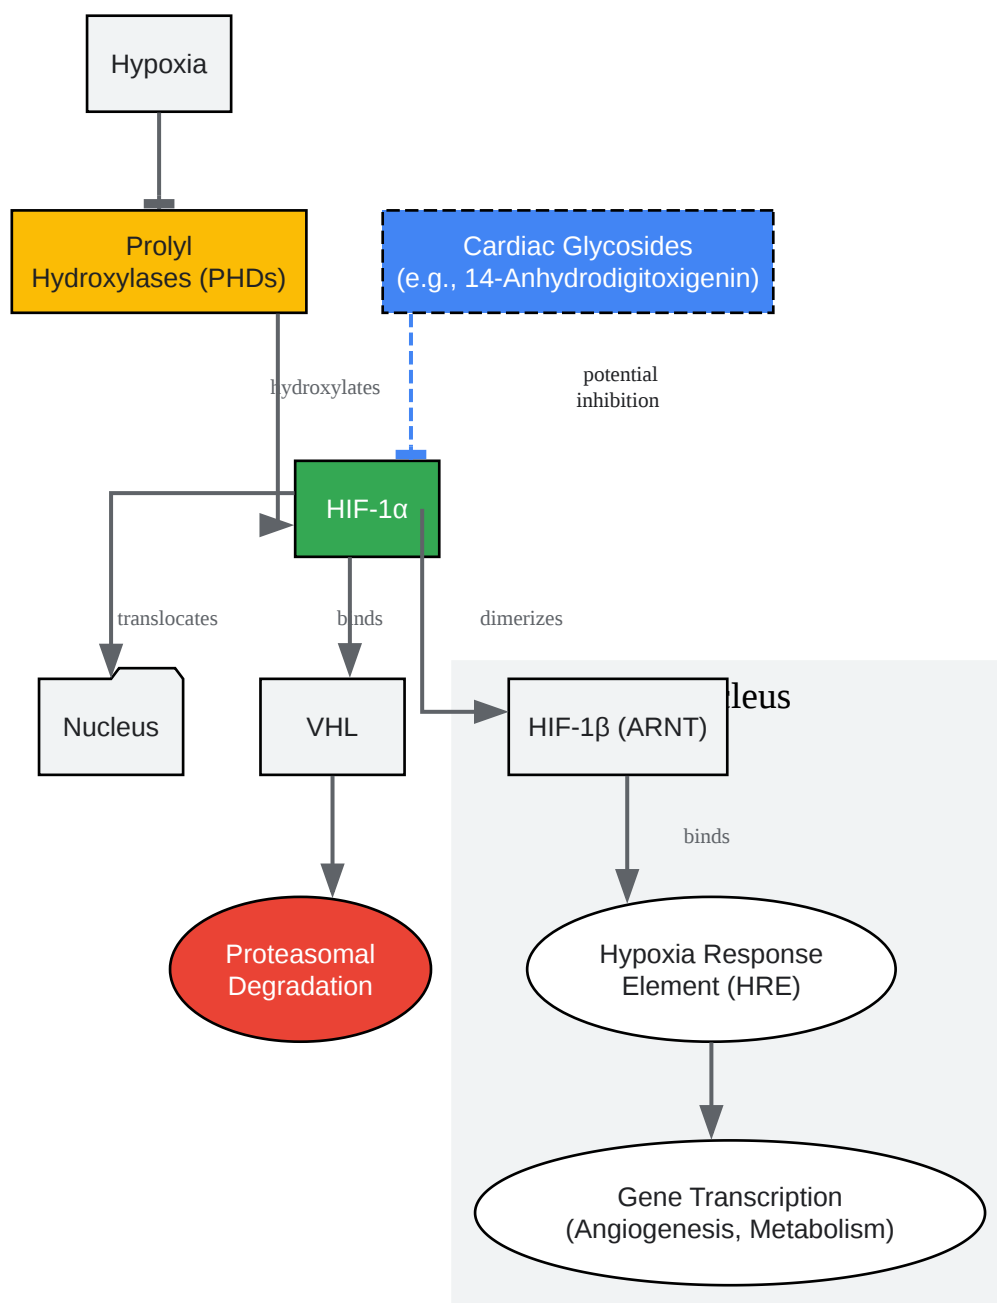 Hypoxia
Prolyl
Hydroxylases (PHDs)
Cardiac Glycosides
(e.g., 14-Anhydrodigitoxigenin)
hydroxylates
potential
inhibition
HIF-1α
translocates
binds
dimerizes
Nucleus
VHL
HIF-1β (ARNT)
cleus
binds
Proteasomal
Degradation
Hypoxia Response
Element (HRE)
Gene Transcription
(Angiogenesis, Metabolism)